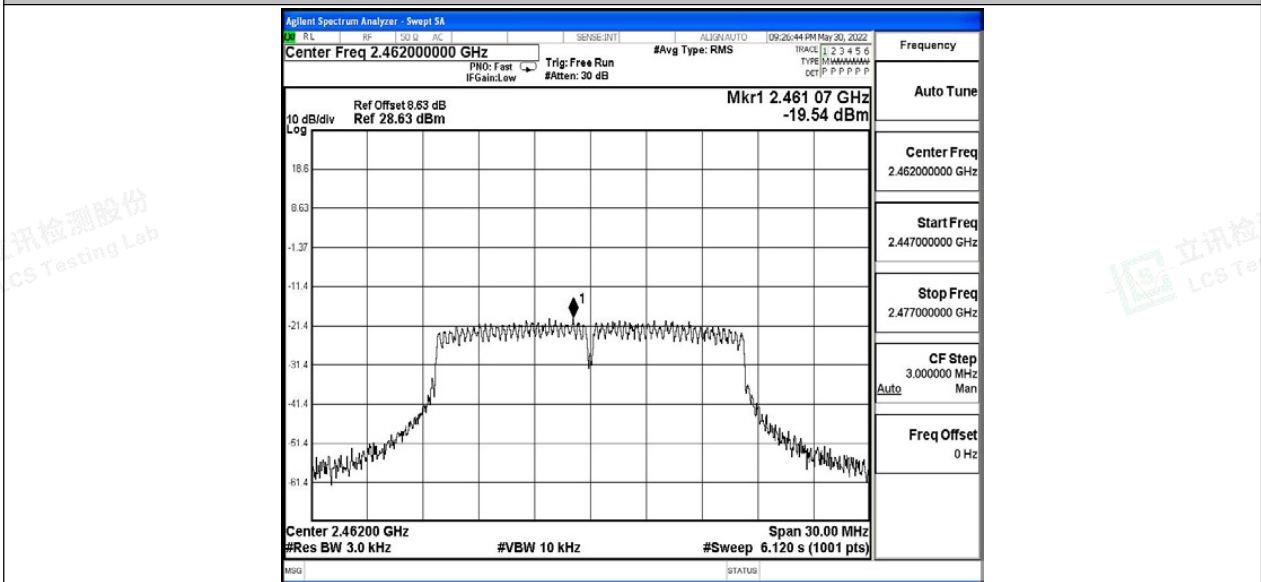 Agilent Spectrum Analyzer - Swept SA
RL RF 50 Ω AC SENSE:INT ALIGNAUTO 09:26:44 PM May 30, 2022
Center Freq 2.462000000 GHz
PNO: Fast
IFGain:Low
Trig: Free Run
#Atten: 30 dB
#Avg Type: RMS
TRACE 1 2 3 4 5 6
TYPE MWWWWW
DET P P P P P P
Ref Offset 8.63 dB
Ref 28.63 dBm
10 dB/div
Log
Mkr1 2.461 07 GHz
-19.54 dBm
18.6
8.63
-1.37
-11.4
-21.4
-31.4
-41.4
-51.4
-61.4
1
Center 2.46200 GHz
Span 30.00 MHz
#Res BW 3.0 kHz
#VBW 10 kHz
#Sweep 6.120 s (1001 pts)
MSG
STATUS
Frequency
Auto Tune
Center Freq
2.462000000 GHz
Start Freq
2.447000000 GHz
Stop Freq
2.477000000 GHz
CF Step
3.000000 MHz
Auto Man
Freq Offset
0 Hz
立讯检测股份
LCS Testing Lab
立讯检
LCS Te